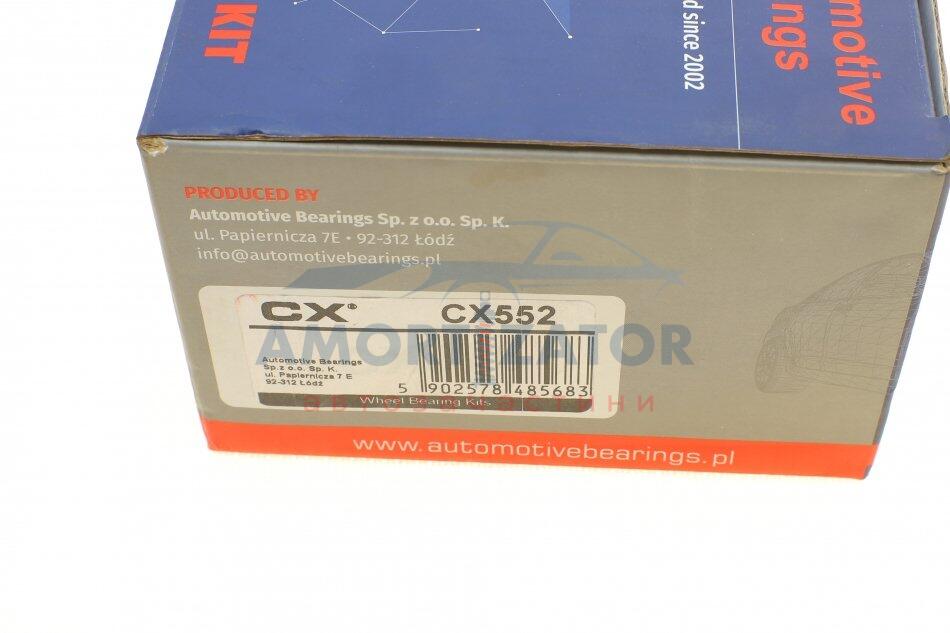 KIT
d since 2002
motive
ings
PRODUCED BY
Automotive Bearings Sp. z o.o. Sp. K.
ul. Papiernicza 7E • 92-312 Łódź
info@automotivebearings.pl
CX®
CX552
Automotive Bearings
Sp.z o.o. Sp. K.
ul. Papiernicza 7 E
92-312 Łódź
5 902578 485683
Wheel Bearing Kits
AMORTIZATOR
автозапчастини
www.automotivebearings.pl